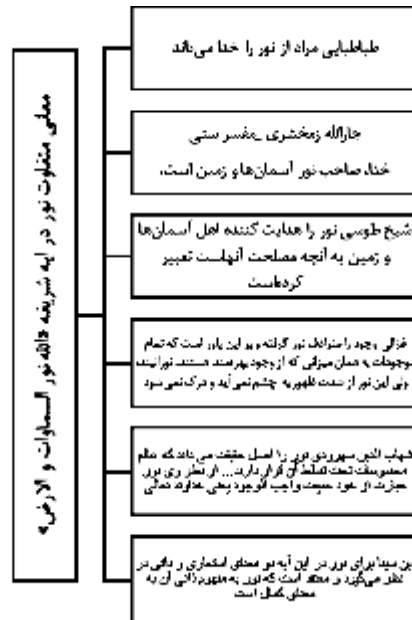 معانی متفاوت نور در آیه شریفه «الله نور السماوات و الارض»
طباطبایی مراد از نور را خدا می‌داند
جارالله زمخشری _مفسر سنی
خدا، صاحب نور آسمان‌ها و زمین است.
شیخ طوسی نور را هدایت کننده اهل آسمان‌ها
و زمین به آنچه مصلحت آنهاست تعبیر
کرده‌است
غزالی وجود را مترادف نور گرفته و بر این باور است که تمام
موجودات به همان میزانی که از وجود بهره‌مند هستند نورانیند
ولی این نور از شدت ظهور به چشم نمی آید و درک نمی شود
شهاب الدین سهروردی نور را اصل حقیقت می‌داند که عالم
محسوسات تحت تسلط آن قرار دارد... از نظر وی نور
عبارت از خود حقیقت واجب الوجود یعنی خداوند تعالی
ابن سینا برای نور در این آیه دو معنای استعاری و ذاتی در
نظر می‌گیرد و معتقد است که نور به مفهوم ذاتی آن به
معنای کمال است